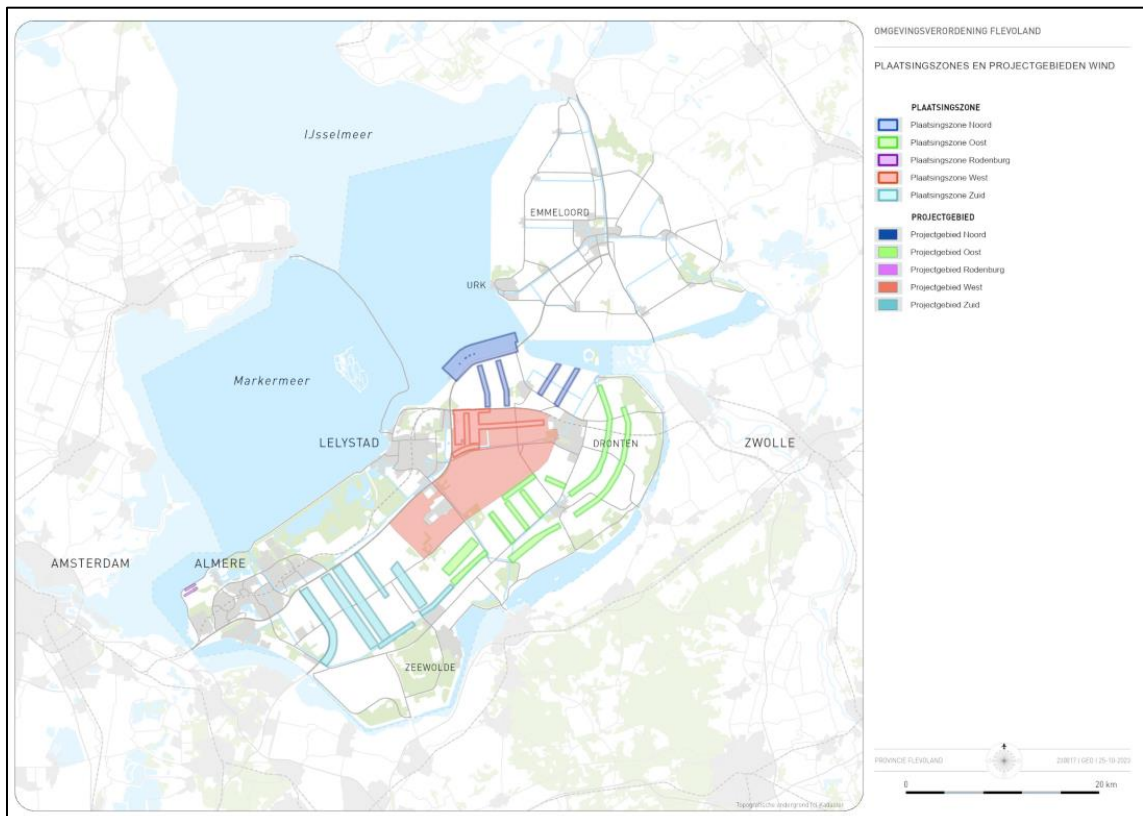 OMGEVINGSVERORDENING FLEVOLAND
PLAATSINGSZONES EN PROJECTGEBIEDEN WIND
PLAATSINGSZONE
Plaatsingszone Noord
Plaatsingszone Oost
Plaatsingszone Rodenburg
Plaatsingszone West
Plaatsingszone Zuid
PROJECTGEBIED
Projectgebied Noord
Projectgebied Oost
Projectgebied Rodenburg
Projectgebied West
Projectgebied Zuid
IJsselmeer
EMMELOORD
URK
Markermeer
LELYSTAD
DRONTEN
ZWOLLE
AMSTERDAM
ALMERE
ZEEWOLDE
PROVINCIE FLEVOLAND
0
20 km
Topografische ondergrond